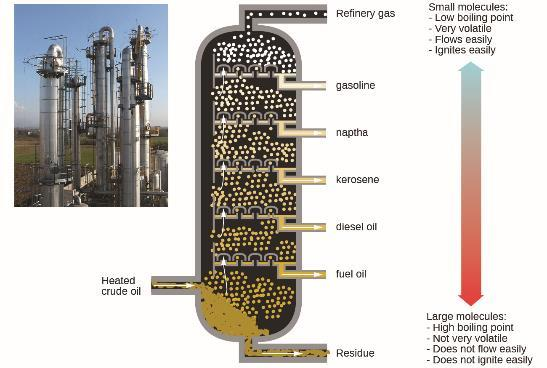 Refinery gas
gasoline
naptha
kerosene
diesel oil
fuel oil
Heated
crude oil
Residue
Small molecules:
- Low boiling point
- Very volatile
- Flows easily
- Ignites easily
Large molecules:
- High boiling point
- Not very volatile
- Does not flow easily
- Does not ignite easily